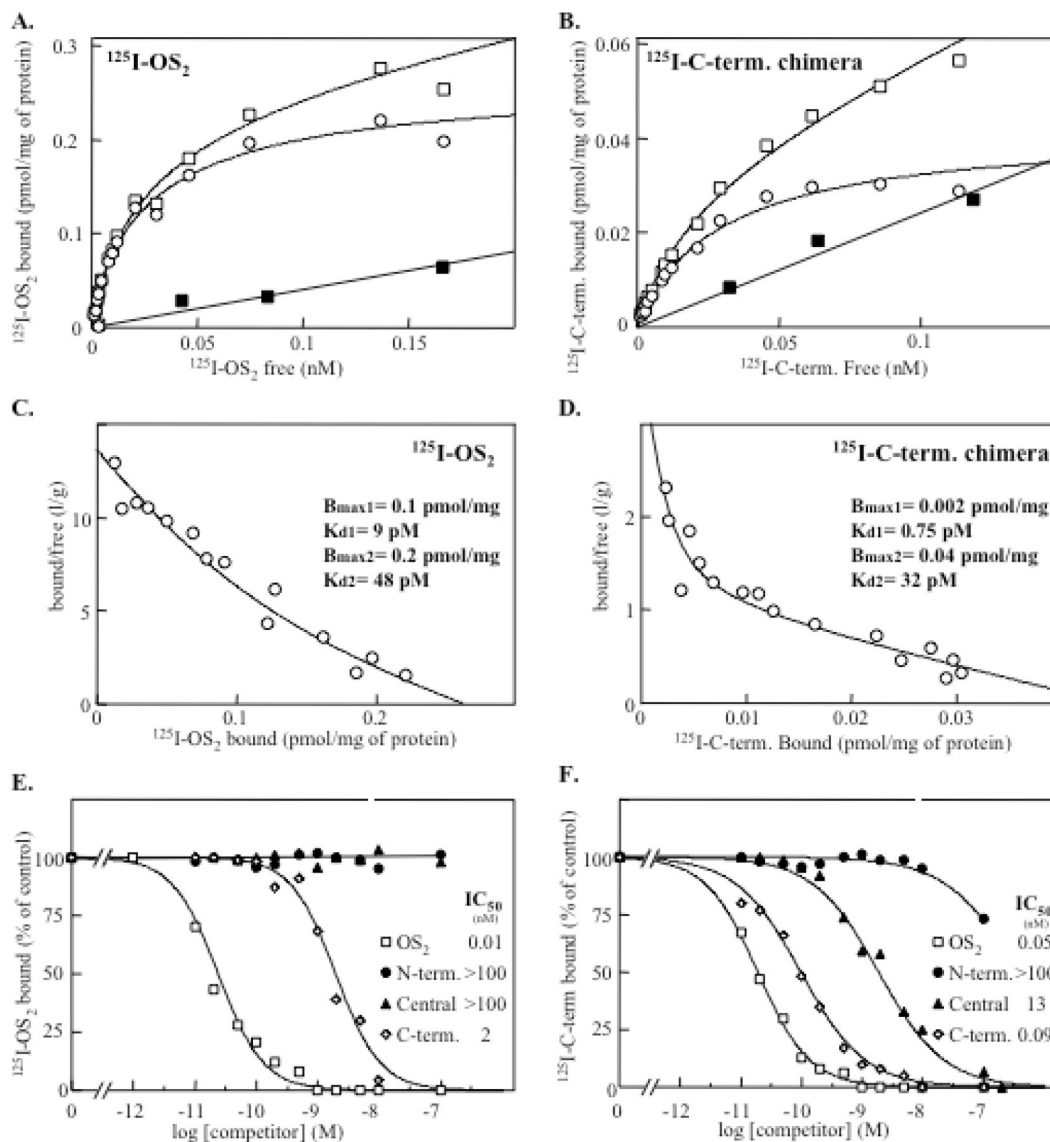 A.
¹²⁵I-OS₂ bound (pmol/mg of protein)
0.3
0.2
0.1
0
¹²⁵I-OS₂
0 0.05 0.1 0.15
¹²⁵I-OS₂ free (nM)
B.
¹²⁵I-C-term. bound (pmol/mg of protein)
0.06
0.04
0.02
0
¹²⁵I-C-term. chimera
0 0.05 0.1
¹²⁵I-C-term. Free (nM)
C.
bound/free (l/g)
10
5
0
¹²⁵I-OS₂
Bmax1= 0.1 pmol/mg
Kd1= 9 pM
Bmax2= 0.2 pmol/mg
Kd2= 48 pM
0 0.1 0.2
¹²⁵I-OS₂ bound (pmol/mg of protein)
D.
bound/free (l/g)
2
1
0
¹²⁵I-C-term. chimera
Bmax1= 0.002 pmol/mg
Kd1= 0.75 pM
Bmax2= 0.04 pmol/mg
Kd2= 32 pM
0 0.01 0.02 0.03
¹²⁵I-C-term. Bound (pmol/mg of protein)
E.
¹²⁵I-OS₂ bound (% of control)
100
75
50
25
0
IC₅₀
(nM)
OS₂ 0.01
N-term. >100
Central >100
C-term. 2
0 -12 -11 -10 -9 -8 -7
log [competitor] (M)
F.
¹²⁵I-C-term bound (% of control)
100
75
50
25
0
IC₅₀
(nM)
OS₂ 0.05
N-term. >100
Central 13
C-term. 0.09
0 -12 -11 -10 -9 -8 -7
log [competitor] (M)